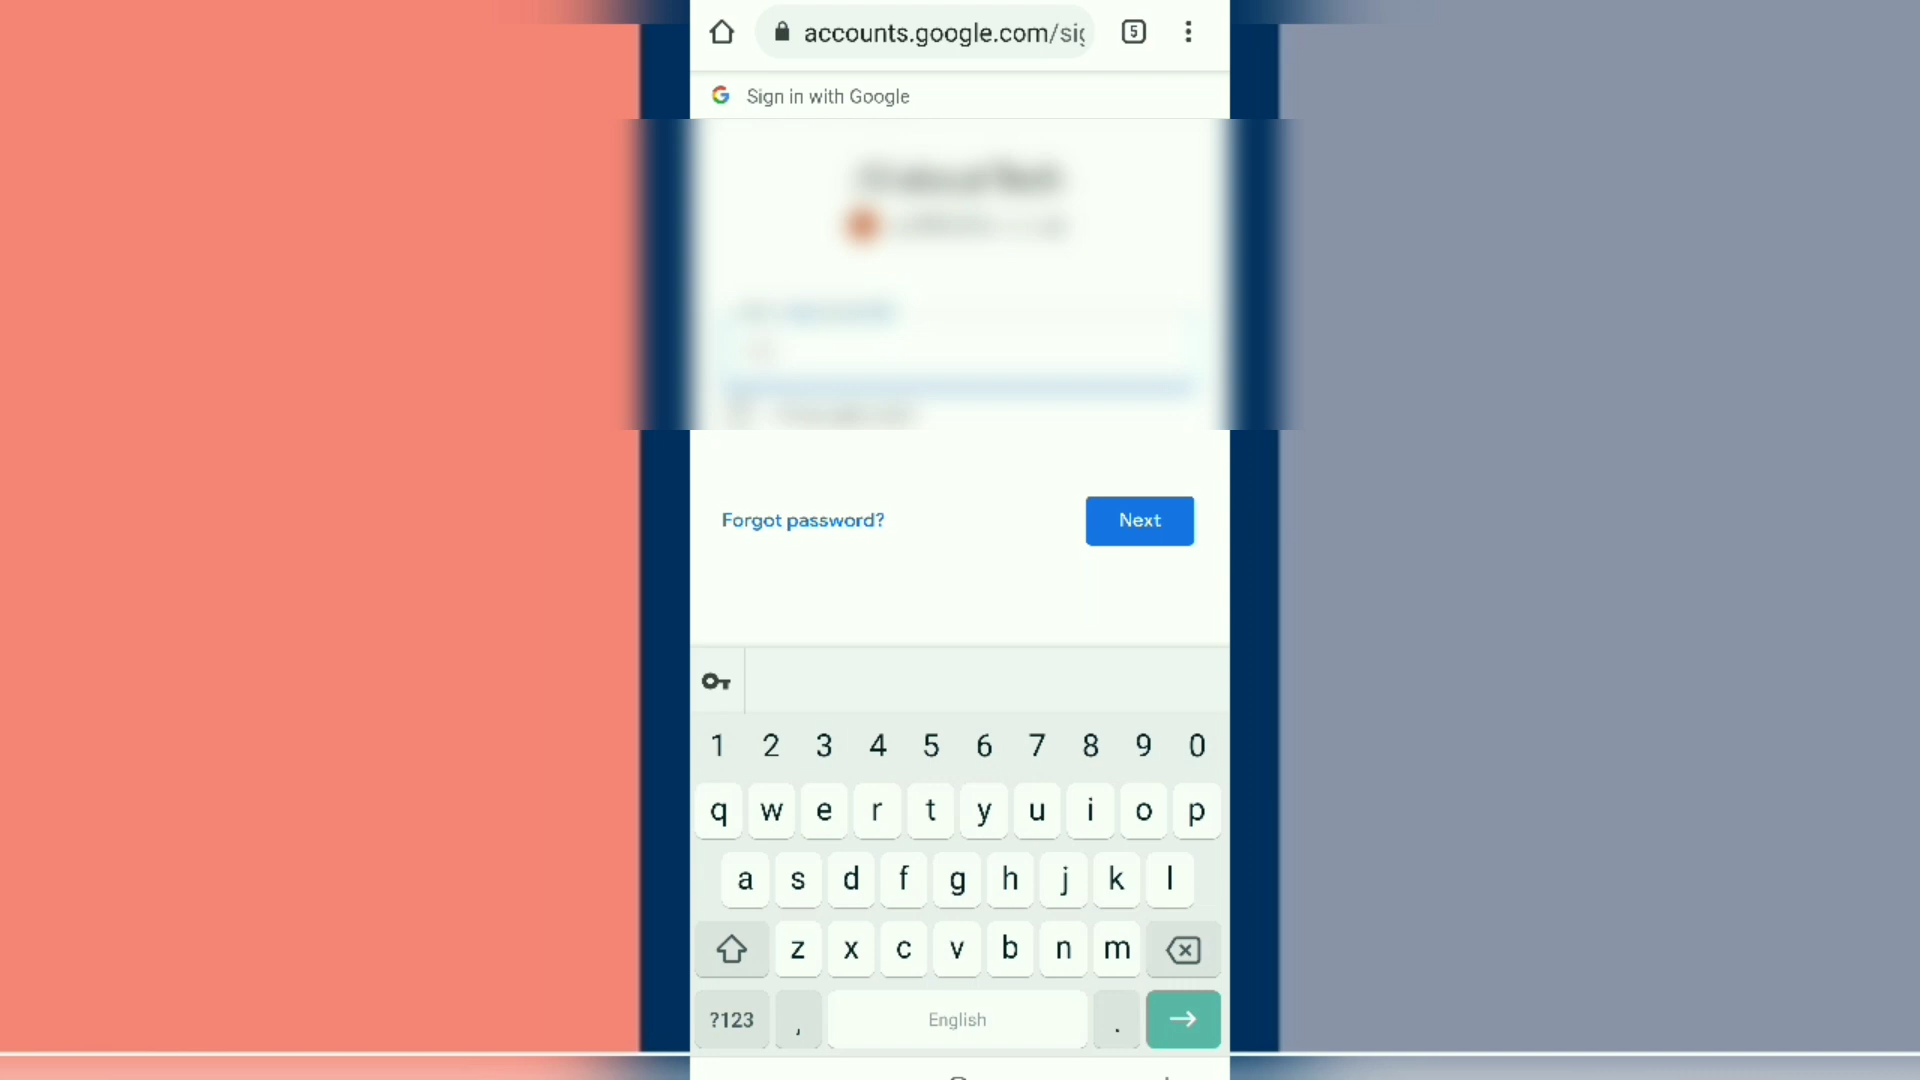 accounts.google.com/sig
5
Sign in with Google
Forgot password?
Next
1 2 3 4 5 6 7 8 9 0
q w e r t y u i o p
a s d f g h j k l
z x c v b n m
?123 , English .